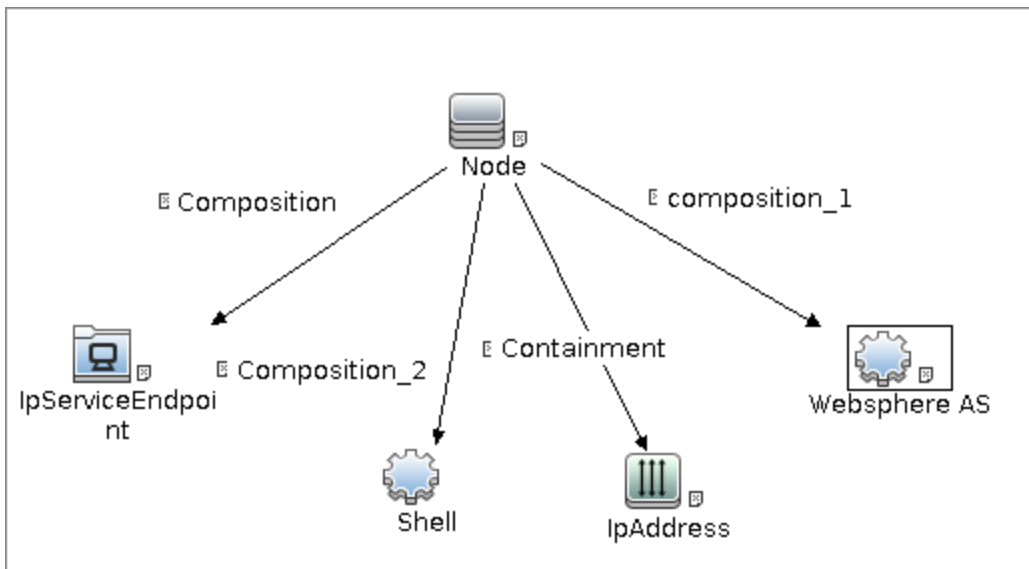 Node
Composition
composition_1
Composition_2
Containment
IpServiceEndpoi
nt
Websphere AS
Shell
IpAddress